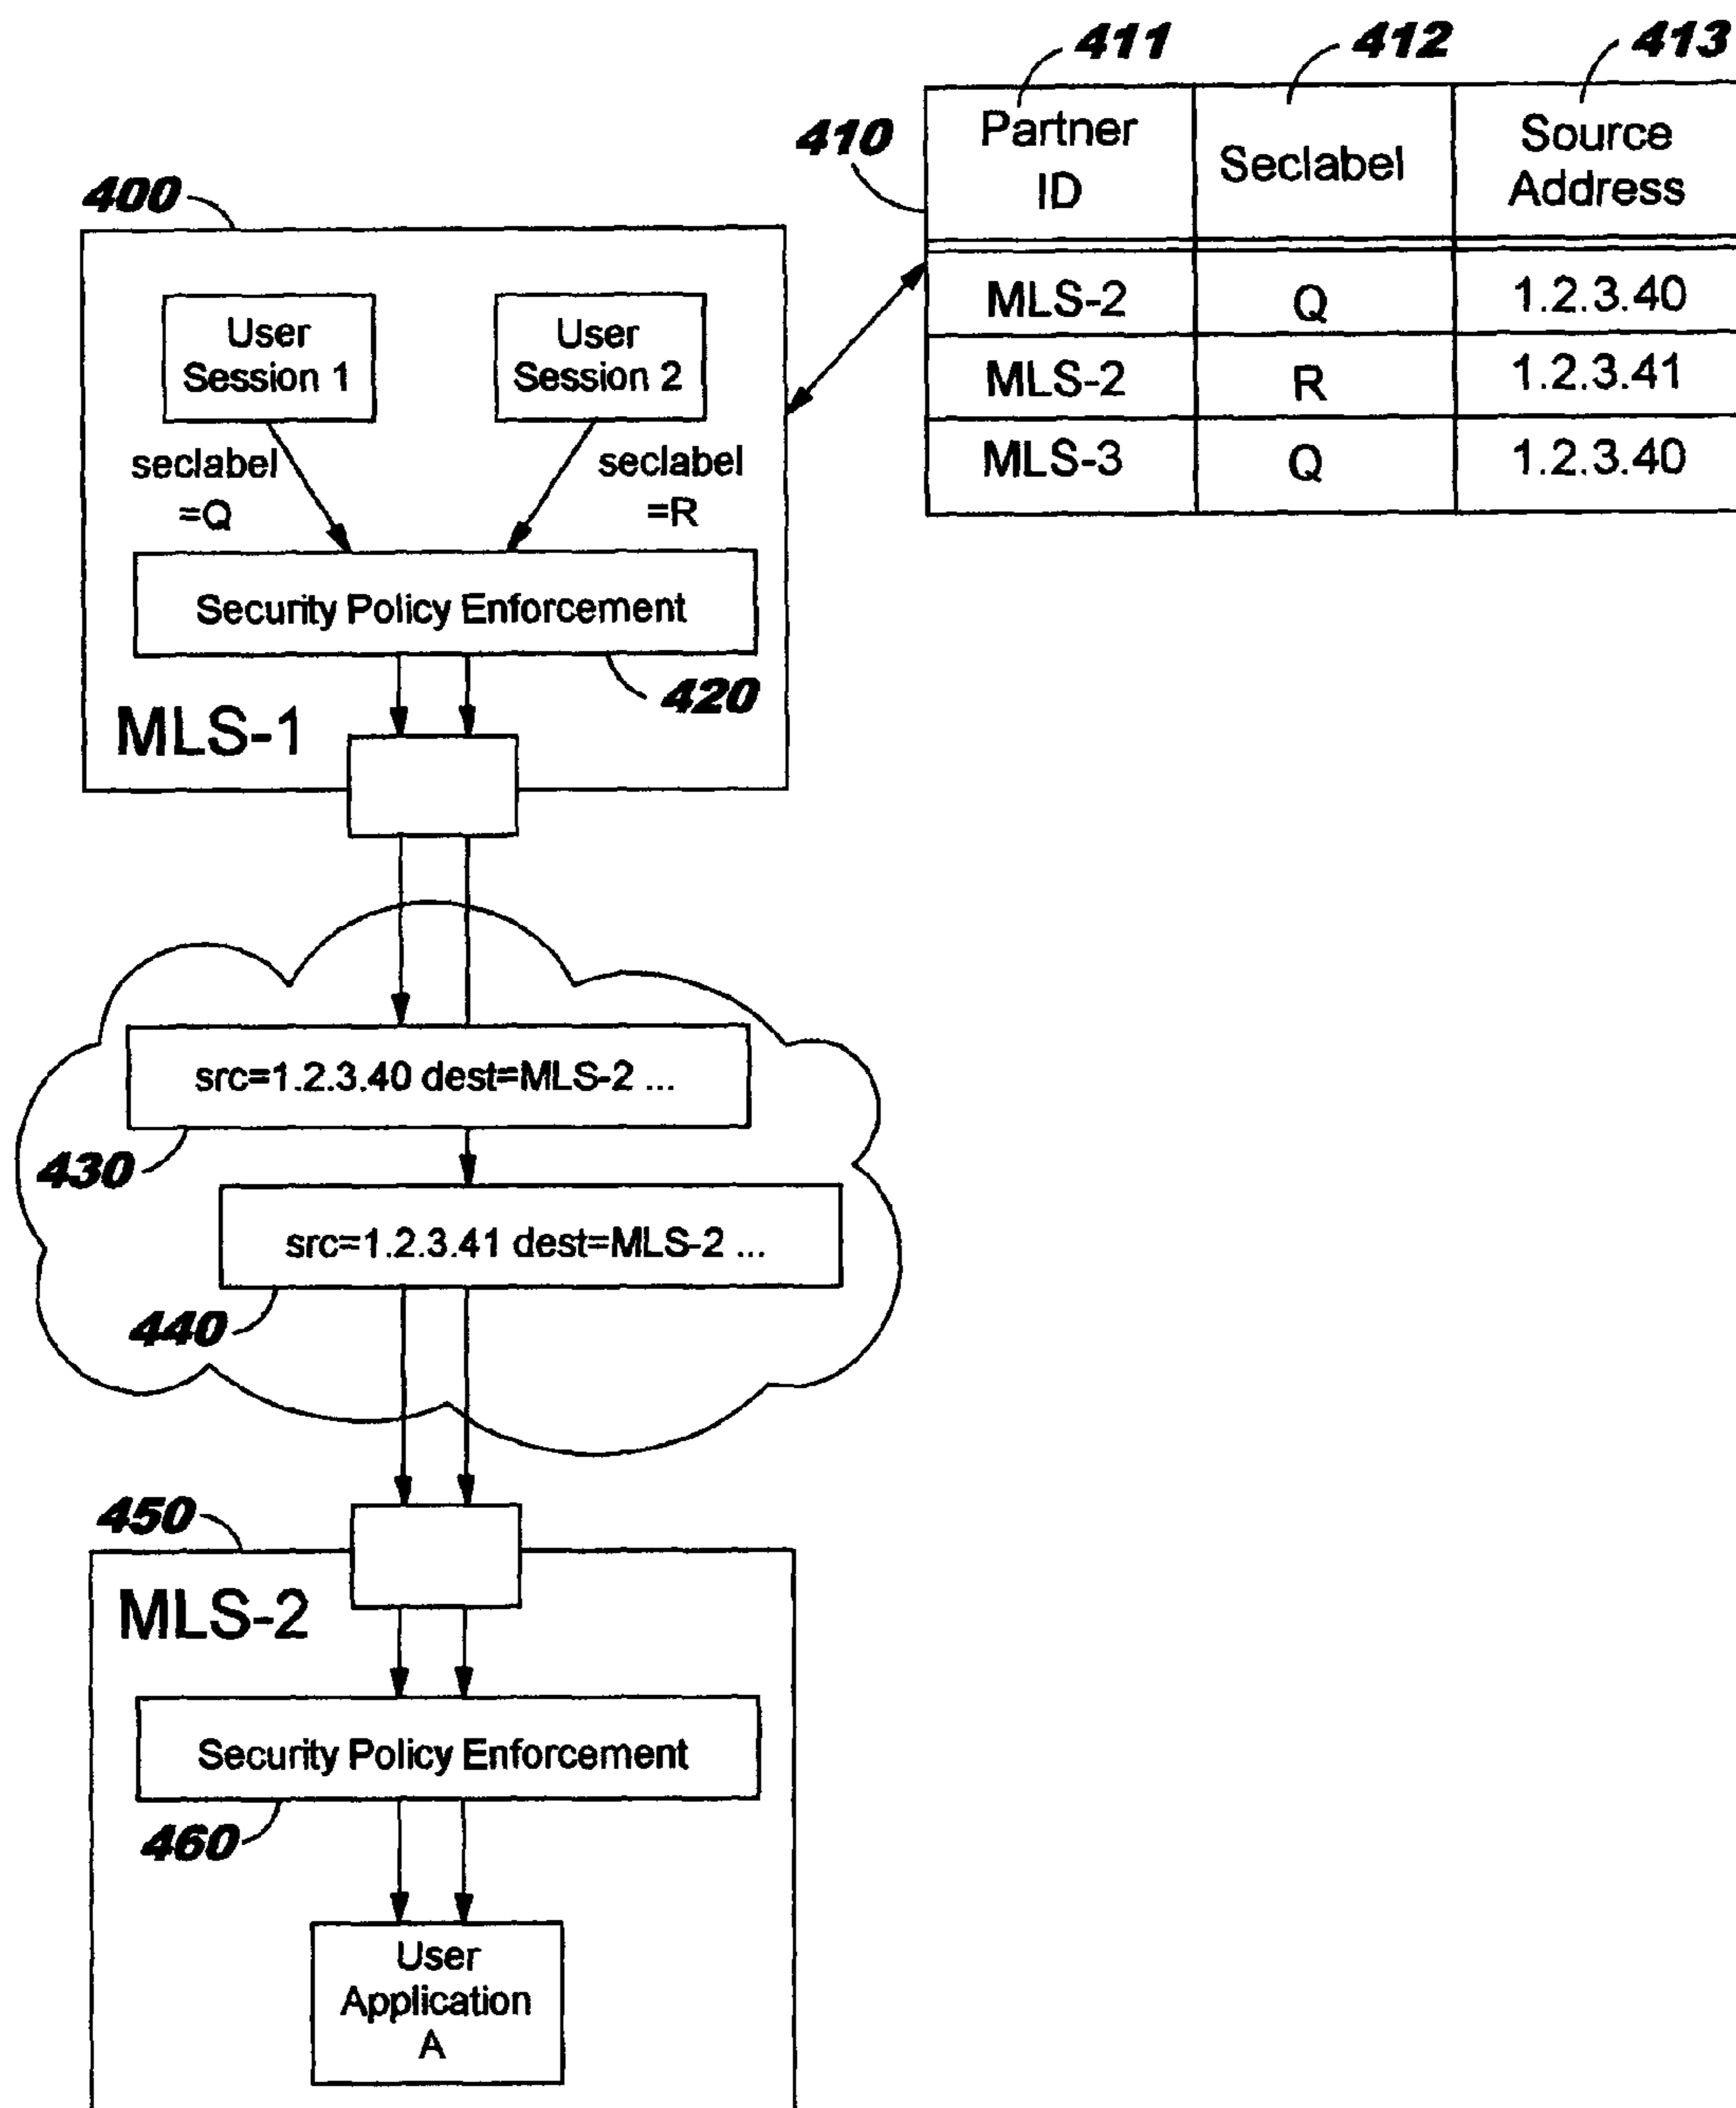 411
412
413
410
Partner
ID
Seclabel
Source
Address
MLS-2
Q
1.2.3.40
MLS-2
R
1.2.3.41
MLS-3
Q
1.2.3.40
400
User
Session 1
User
Session 2
seclabel
=Q
seclabel
=R
Security Policy Enforcement
420
MLS-1
src=1.2.3.40 dest=MLS-2 ...
430
src=1.2.3.41 dest=MLS-2 ...
440
450
MLS-2
Security Policy Enforcement
460
User
Application
A